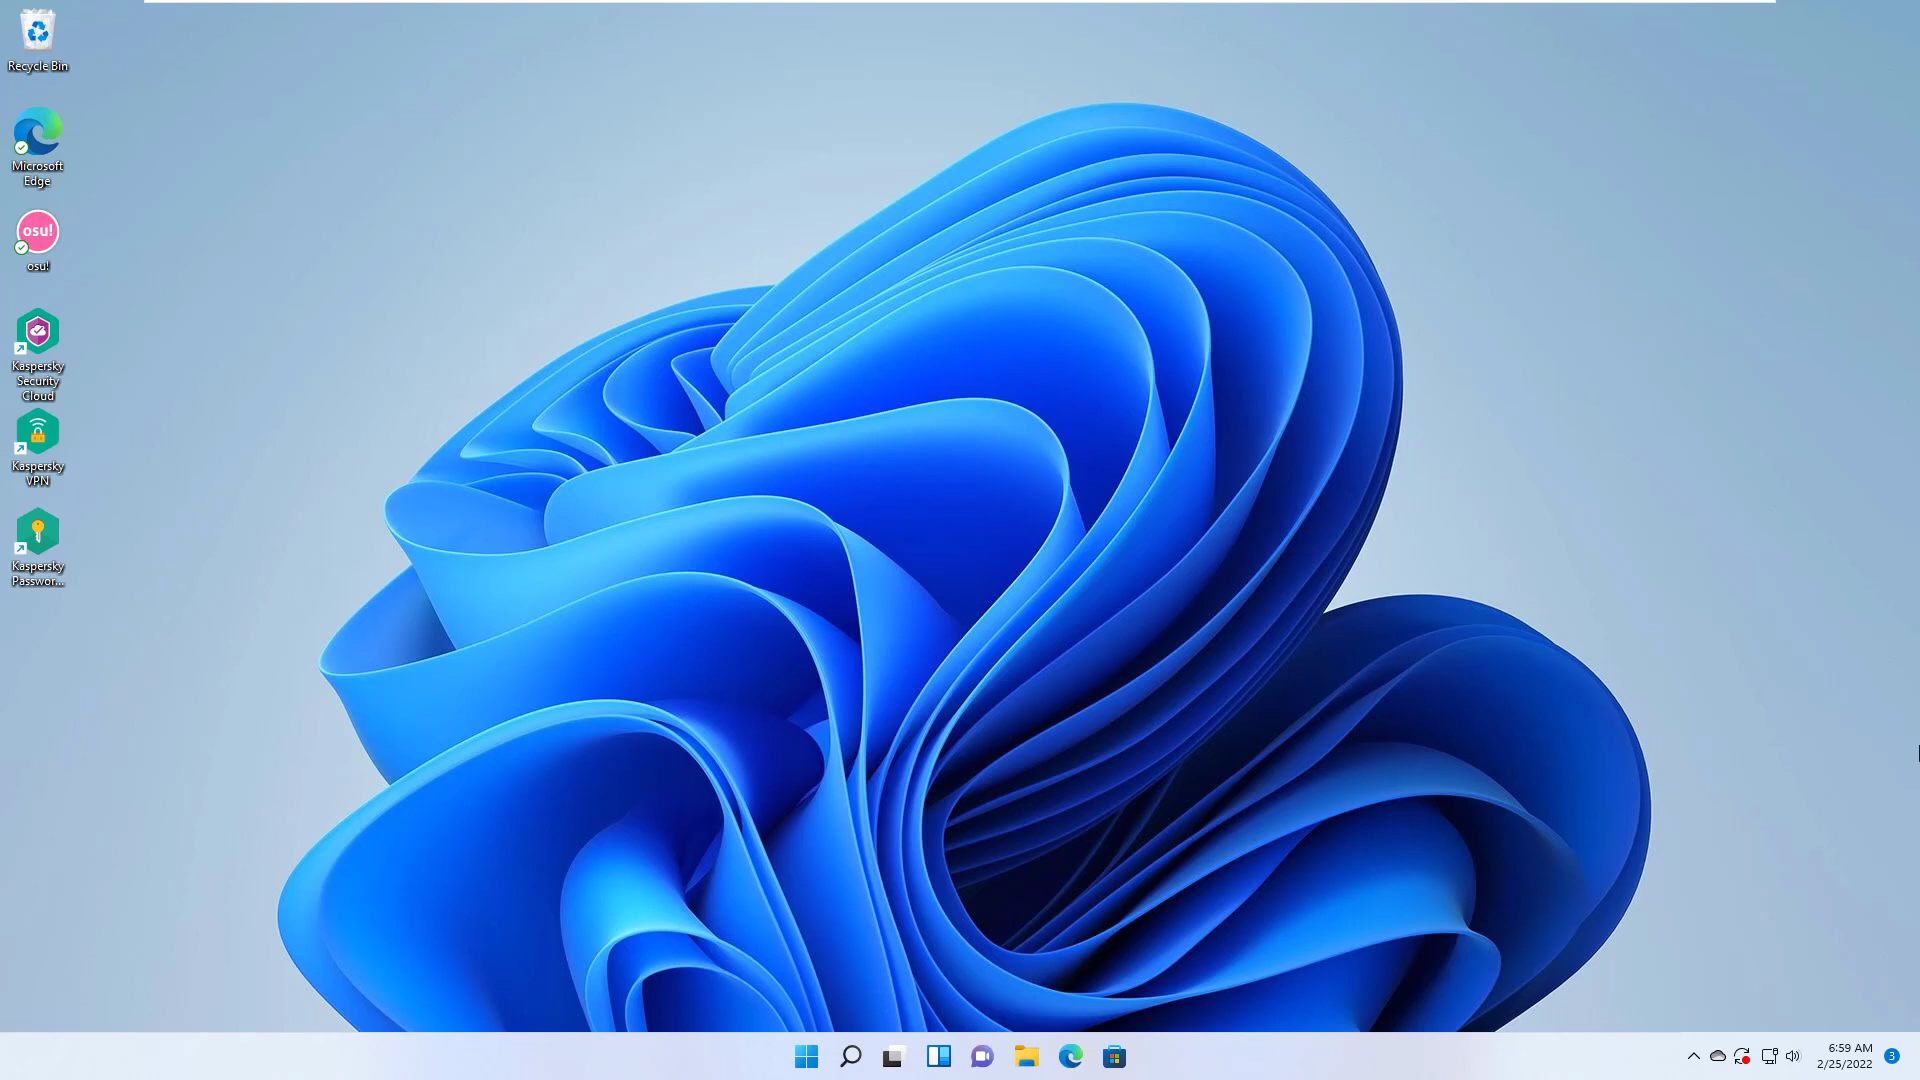 Recycle Bin
Microsoft
Edge
osu!
osu!
Kaspersky
Security
Cloud
Kaspersky
VPN
Kaspersky
Passwor...
6:59 AM
2/25/2022
3